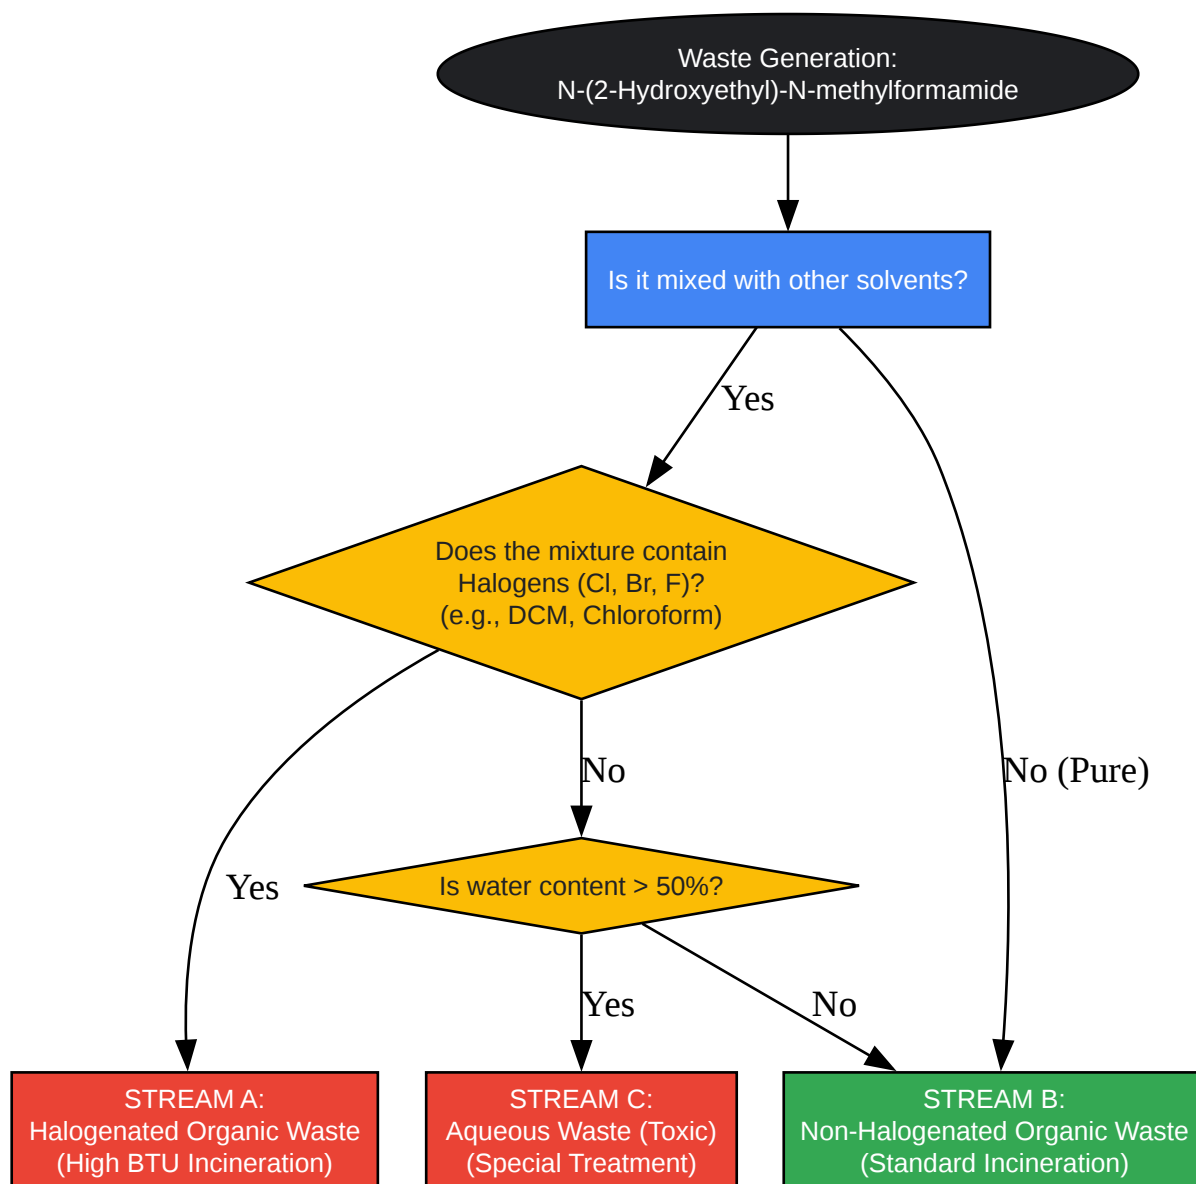 Waste Generation:
N-(2-Hydroxyethyl)-N-methylformamide
Is it mixed with other solvents?
Yes
Does the mixture contain
Halogens (Cl, Br, F)?
(e.g., DCM, Chloroform)
No
No (Pure)
Yes
Is water content > 50%?
Yes
No
STREAM A:
Halogenated Organic Waste
(High BTU Incineration)
STREAM C:
Aqueous Waste (Toxic)
(Special Treatment)
STREAM B:
Non-Halogenated Organic Waste
(Standard Incineration)